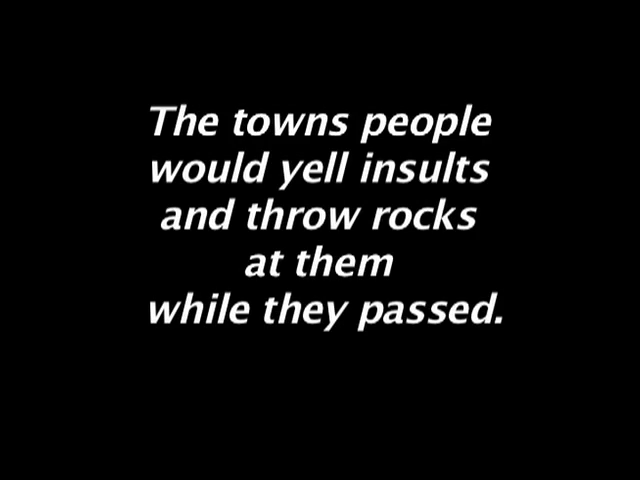 The towns people
would yell insults
and throw rocks
at them
while they passed.